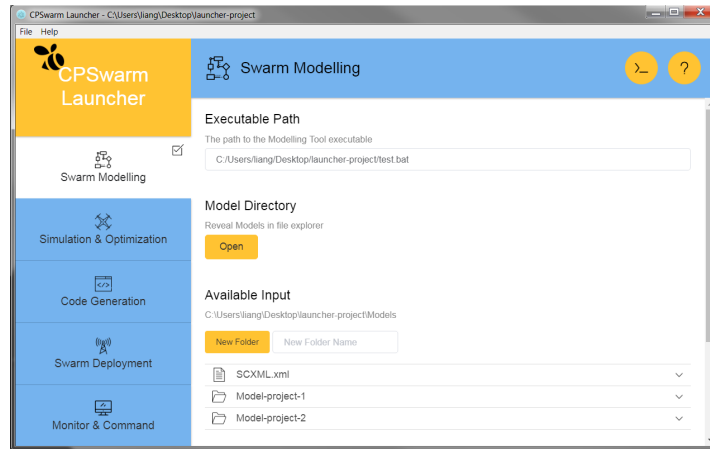 CPSwarm Launcher - C:\Users\liang\Desktop\launcher-project
File Help
CPSwarm
Launcher
Swarm Modelling
Simulation & Optimization
Code Generation
Swarm Deployment
Monitor & Command
Swarm Modelling
>_
?
Executable Path
The path to the Modelling Tool executable
C:/Users/liang/Desktop/launcher-project/test.bat
Model Directory
Reveal Models in file explorer
Open
Available Input
C:\Users\liang\Desktop\launcher-project\Models
New Folder
New Folder Name
SCXML.xml
Model-project-1
Model-project-2